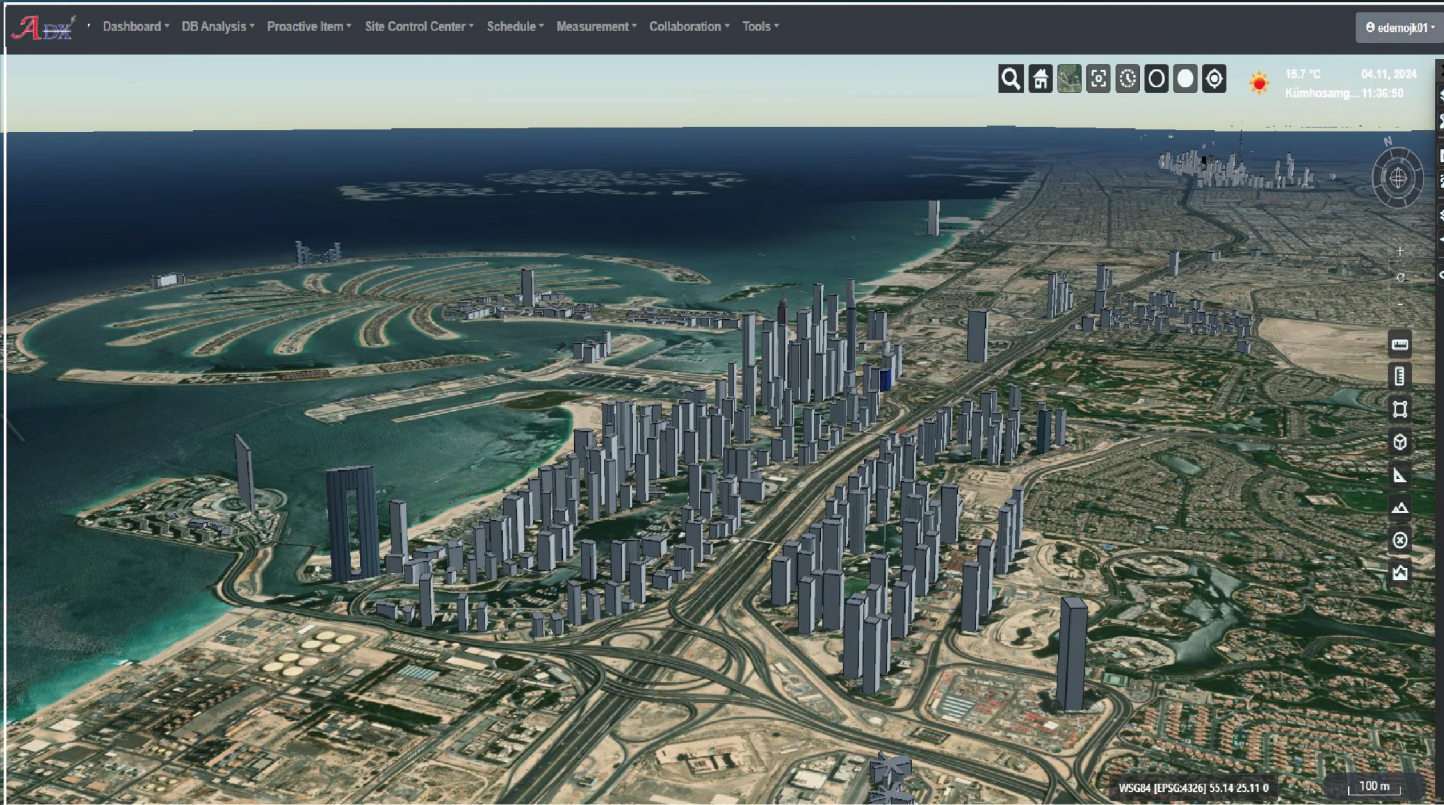 ADX
Dashboard DB Analysis Proactive Item Site Control Center Schedule Measurement Collaboration Tools
edemojk01
15.7 °C 04.11, 2024
Kümhosamg... 11:36:50
N
WSG84 [EPSG:4326] 55.14 25.11 0
100 m